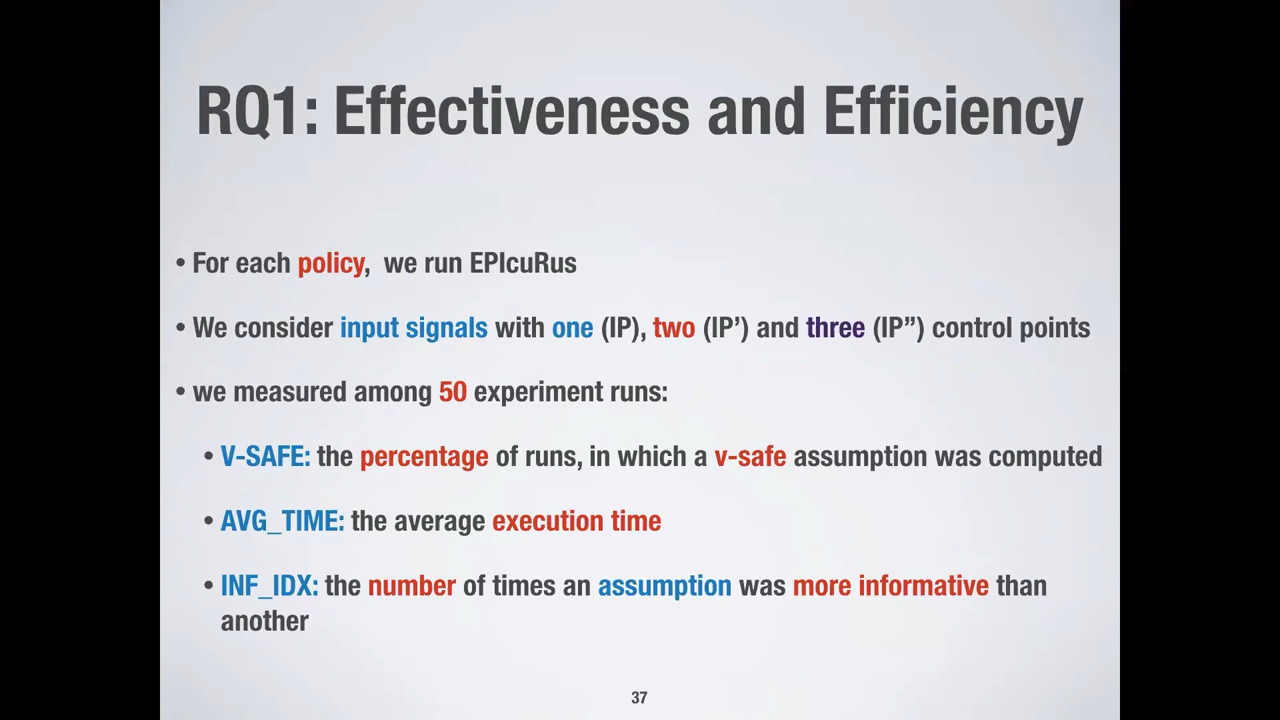 RQ1: Effectiveness and Efficiency
• For each policy, we run EPIcuRus
• We consider input signals with one (IP), two (IP’) and three (IP”) control points
• we measured among 50 experiment runs:
• V-SAFE: the percentage of runs, in which a v-safe assumption was computed
• AVG_TIME: the average execution time
• INF_IDX: the number of times an assumption was more informative than
another
37